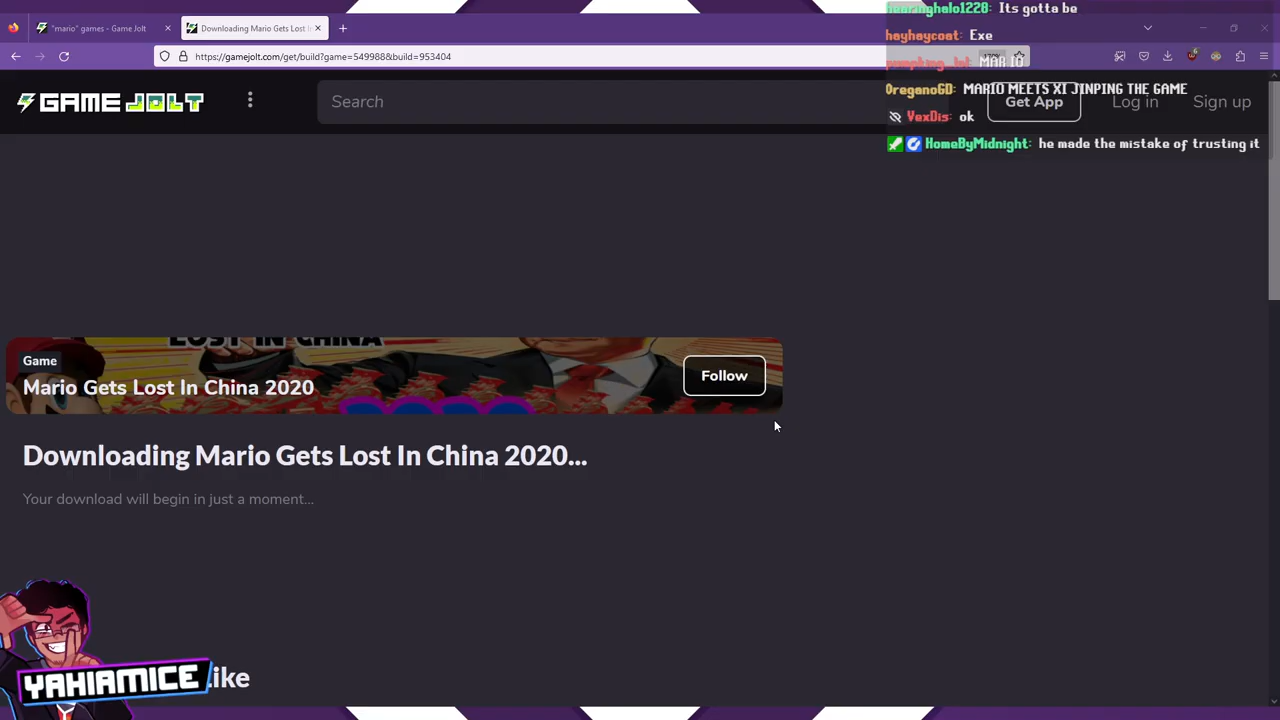 hearinghalo1228: Its gotta be
"mario" games - Game Jolt
Downloading Mario Gets Lost I
hayhaycoat: Exe
https://gamejolt.com/get/build?game=549988&build=953404
MARIO
OreganoGD: MARIO MEETS XI JINPING THE GAME
GAME JOLT
Search
Get App
Log in
Sign up
VexDis: ok
HomeByMidnight: he made the mistake of trusting it
LOST IN CHINA
Game
Mario Gets Lost In China 2020
Follow
Downloading Mario Gets Lost In China 2020...
Your download will begin in just a moment...
YAHIAMICE
like